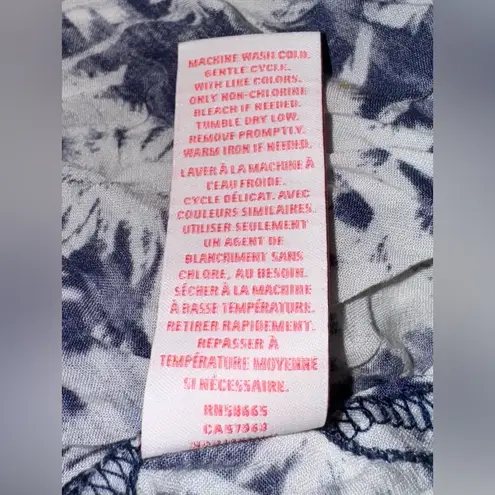 MACHINE WASH COLD.
GENTLE CYCLE.
WITH LIKE COLORS.
ONLY NON-CHLORINE
BLEACH IF NEEDED.
TUMBLE DRY LOW.
REMOVE PROMPTLY.
WARM IRON IF NEEDED.
LAVER À LA MACHINE À
L'EAU FROIDE.
CYCLE DÉLICAT. AVEC
COULEURS SIMILAIRES.
UTILISER SEULEMENT
UN AGENT DE
BLANCHIMENT SANS
CHLORE, AU BESOIN.
SÉCHER À LA MACHINE
À BASSE TEMPÉRATURE.
RETIRER RAPIDEMENT.
REPASSER À
TEMPÉRATURE MOYENNE
SI NÉCESSAIRE.
RN58665
CA57963